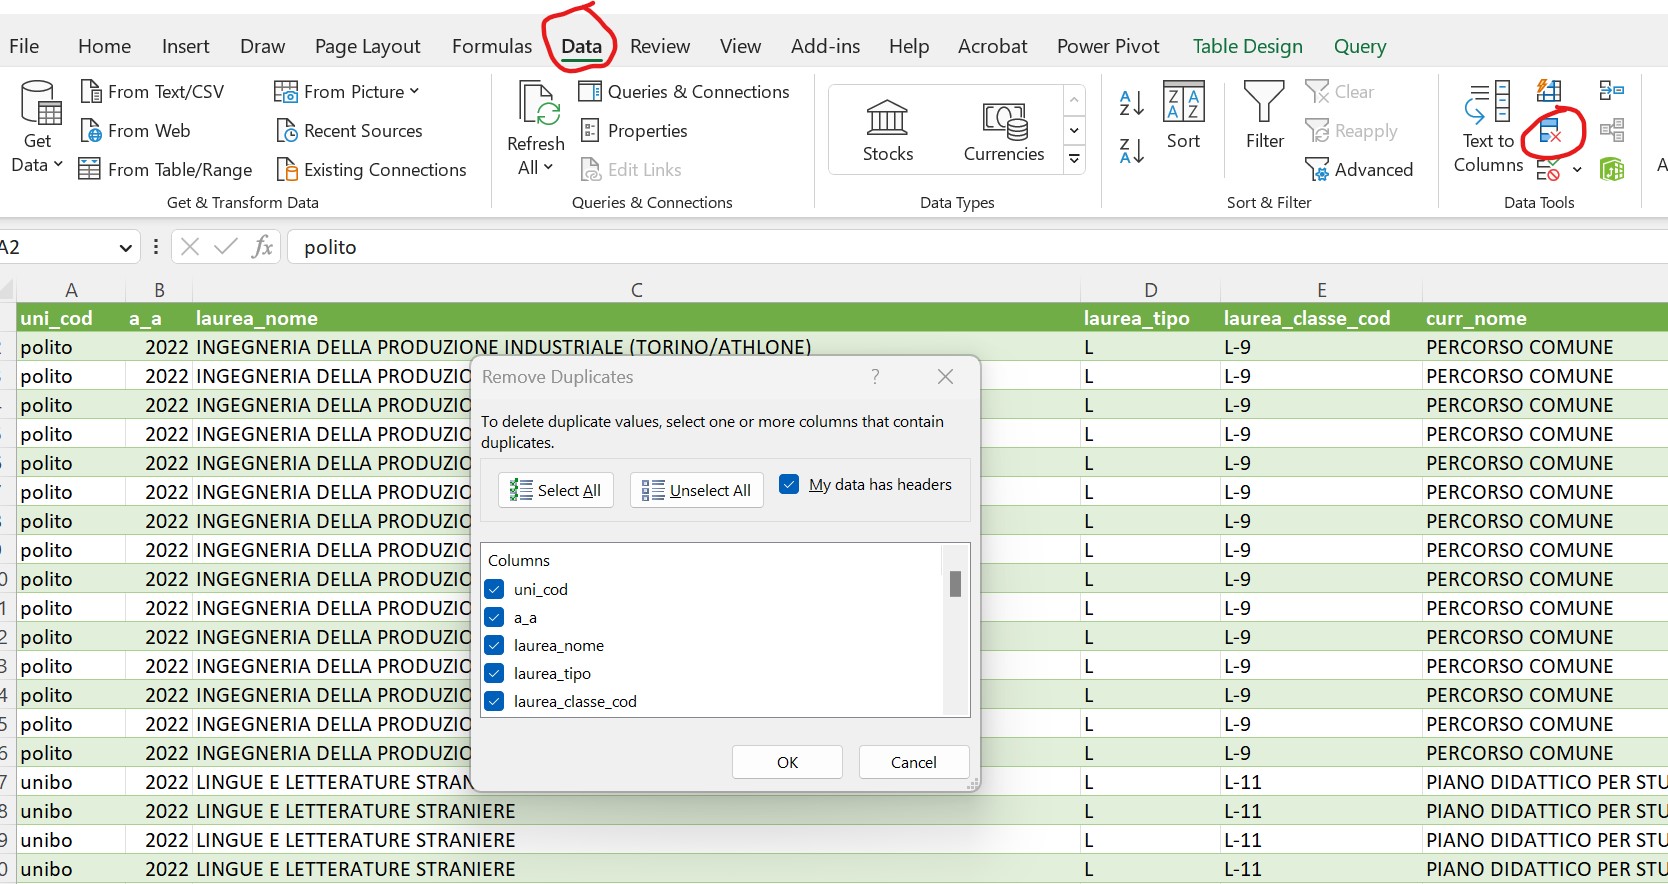 File Home Insert Draw Page Layout Formulas Data Review View Add-ins Help Acrobat Power Pivot Table Design Query
Get Data
From Text/CSV
From Web
From Table/Range
From Picture
Recent Sources
Existing Connections
Get & Transform Data
Refresh All
Queries & Connections
Properties
Edit Links
Queries & Connections
Stocks
Currencies
Data Types
Sort
Filter
Clear
Reapply
Advanced
Sort & Filter
Text to Columns
Data Tools
A2 fx polito
A B C D E
uni_cod a_a laurea_nome laurea_tipo laurea_classe_cod curr_nome
polito 2022 INGEGNERIA DELLA PRODUZIONE INDUSTRIALE (TORINO/ATHLONE) L L-9 PERCORSO COMUNE
polito 2022 INGEGNERIA DELLA PRODUZIO L L-9 PERCORSO COMUNE
polito 2022 INGEGNERIA DELLA PRODUZIO L L-9 PERCORSO COMUNE
polito 2022 INGEGNERIA DELLA PRODUZIO L L-9 PERCORSO COMUNE
polito 2022 INGEGNERIA DELLA PRODUZIO L L-9 PERCORSO COMUNE
polito 2022 INGEGNERIA DELLA PRODUZIO L L-9 PERCORSO COMUNE
polito 2022 INGEGNERIA DELLA PRODUZIO L L-9 PERCORSO COMUNE
polito 2022 INGEGNERIA DELLA PRODUZIO L L-9 PERCORSO COMUNE
polito 2022 INGEGNERIA DELLA PRODUZIO L L-9 PERCORSO COMUNE
polito 2022 INGEGNERIA DELLA PRODUZIO L L-9 PERCORSO COMUNE
polito 2022 INGEGNERIA DELLA PRODUZIO L L-9 PERCORSO COMUNE
polito 2022 INGEGNERIA DELLA PRODUZIO L L-9 PERCORSO COMUNE
polito 2022 INGEGNERIA DELLA PRODUZIO L L-9 PERCORSO COMUNE
polito 2022 INGEGNERIA DELLA PRODUZIO L L-9 PERCORSO COMUNE
polito 2022 INGEGNERIA DELLA PRODUZIO L L-9 PERCORSO COMUNE
unibo 2022 LINGUE E LETTERATURE STRAN L L-11 PIANO DIDATTICO PER STU
unibo 2022 LINGUE E LETTERATURE STRANIERE L L-11 PIANO DIDATTICO PER STU
unibo 2022 LINGUE E LETTERATURE STRANIERE L L-11 PIANO DIDATTICO PER STU
unibo 2022 LINGUE E LETTERATURE STRANIERE L L-11 PIANO DIDATTICO PER STU
Remove Duplicates ?
To delete duplicate values, select one or more columns that contain
duplicates.
Select All Unselect All My data has headers
Columns
uni_cod
a_a
laurea_nome
laurea_tipo
laurea_classe_cod
OK Cancel